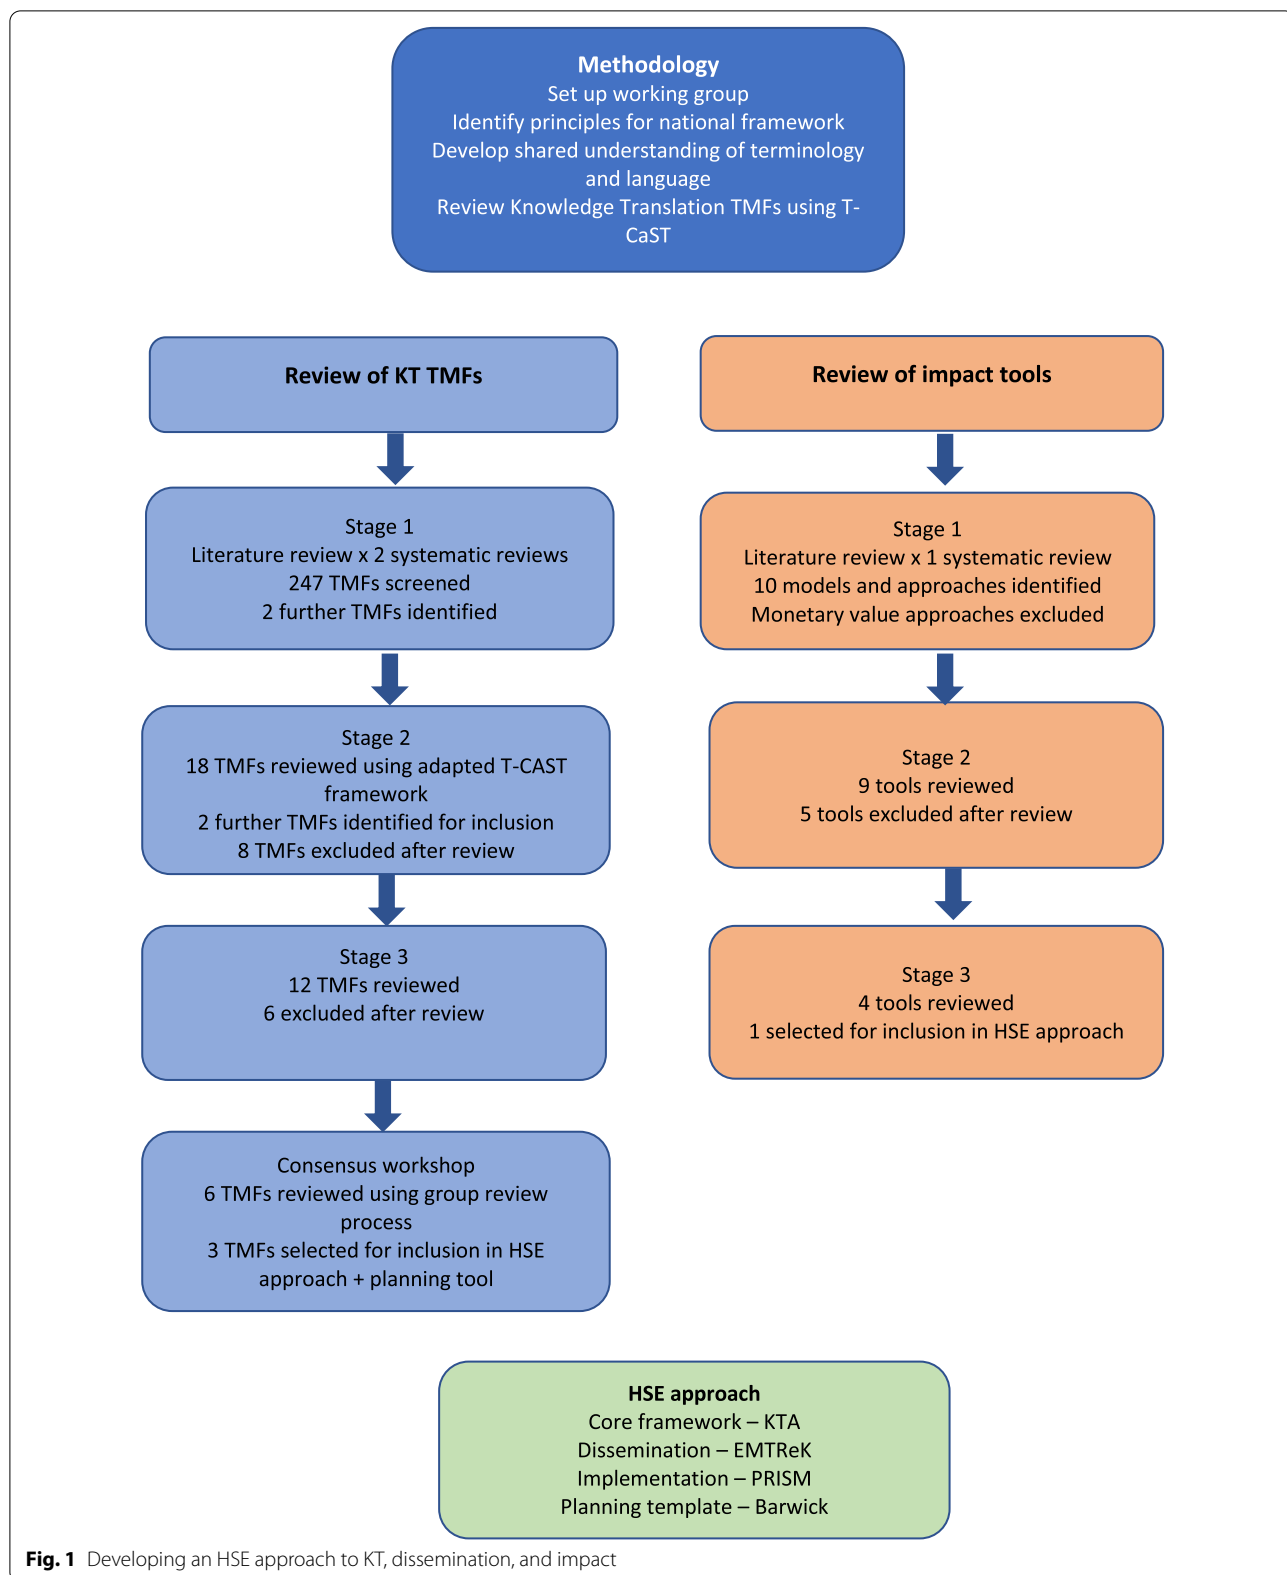 Methodology
Set up working group
Identify principles for national framework
Develop shared understanding of terminology
and language
Review Knowledge Translation TMFs using T-
CaST
Review of KT TMFs
Stage 1
Literature review x 2 systematic reviews
247 TMFs screened
2 further TMFs identified
Stage 2
18 TMFs reviewed using adapted T-CAST
framework
2 further TMFs identified for inclusion
8 TMFs excluded after review
Stage 3
12 TMFs reviewed
6 excluded after review
Consensus workshop
6 TMFs reviewed using group review
process
3 TMFs selected for inclusion in HSE
approach + planning tool
Review of impact tools
Stage 1
Literature review x 1 systematic review
10 models and approaches identified
Monetary value approaches excluded
Stage 2
9 tools reviewed
5 tools excluded after review
Stage 3
4 tools reviewed
1 selected for inclusion in HSE approach
HSE approach
Core framework – KTA
Dissemination – EMTReK
Implementation – PRISM
Planning template – Barwick
Fig. 1 Developing an HSE approach to KT, dissemination, and impact